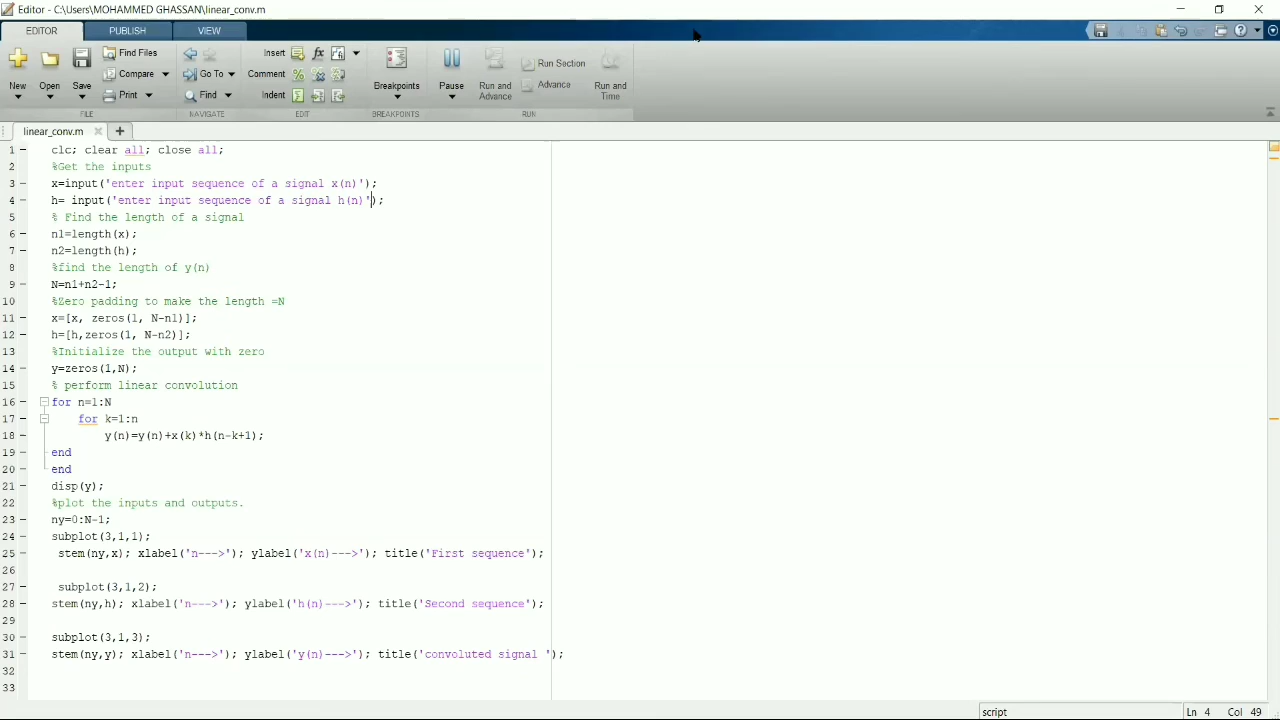 Editor - C:\Users\MOHAMMED GHASSAN\linear_conv.m
EDITOR PUBLISH VIEW
New Open Save Find Files Compare Print
Go To Find
Insert Comment Indent fx
Breakpoints Pause Run and Advance Run Section Advance Run and Time
FILE NAVIGATE EDIT BREAKPOINTS RUN
linear_conv.m
1 clc; clear all; close all;
2 %Get the inputs
3 x=input('enter input sequence of a signal x(n)');
4 h= input('enter input sequence of a signal h(n)');
5 % Find the length of a signal
6 n1=length(x);
7 n2=length(h);
8 %find the length of y(n)
9 N=n1+n2-1;
10 %Zero padding to make the length =N
11 x=[x, zeros(1, N-n1)];
12 h=[h,zeros(1, N-n2)];
13 %Initialize the output with zero
14 y=zeros(1,N);
15 % perform linear convolution
16 for n=1:N
17 for k=1:n
18 y(n)=y(n)+x(k)*h(n-k+1);
19 end
20 end
21 disp(y);
22 %plot the inputs and outputs.
23 ny=0:N-1;
24 subplot(3,1,1);
25 stem(ny,x); xlabel('n--->'); ylabel('x(n)--->'); title('First sequence');
26
27 subplot(3,1,2);
28 stem(ny,h); xlabel('n--->'); ylabel('h(n)--->'); title('Second sequence');
29
30 subplot(3,1,3);
31 stem(ny,y); xlabel('n--->'); ylabel('y(n)--->'); title('convoluted signal ');
32
33
script Ln 4 Col 49